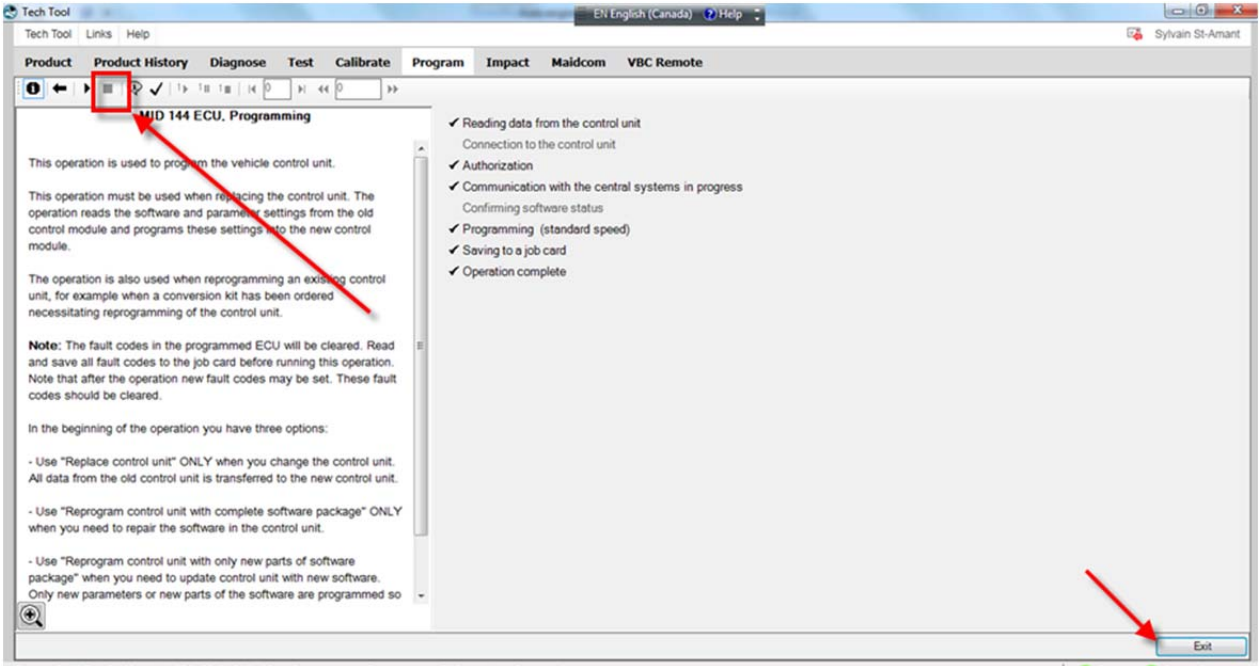 Tech Tool
EN English (Canada) Help
Tech Tool Links Help
Sylvain St-Amant
Product Product History Diagnose Test Calibrate Program Impact Maidcom VBC Remote
0 0
MID 144 ECU, Programming
This operation is used to program the vehicle control unit.
This operation must be used when replacing the control unit. The
operation reads the software and parameter settings from the old
control module and programs these settings into the new control
module.
The operation is also used when reprogramming an existing control
unit, for example when a conversion kit has been ordered
necessitating reprogramming of the control unit.
Note: The fault codes in the programmed ECU will be cleared. Read
and save all fault codes to the job card before running this operation.
Note that after the operation new fault codes may be set. These fault
codes should be cleared.
In the beginning of the operation you have three options:
- Use "Replace control unit" ONLY when you change the control unit.
All data from the old control unit is transferred to the new control unit.
- Use "Reprogram control unit with complete software package" ONLY
when you need to repair the software in the control unit.
- Use "Reprogram control unit with only new parts of software
package" when you need to update control unit with new software.
Only new parameters or new parts of the software are programmed so
✔ Reading data from the control unit
Connection to the control unit
✔ Authorization
✔ Communication with the central systems in progress
Confirming software status
✔ Programming (standard speed)
✔ Saving to a job card
✔ Operation complete
Exit